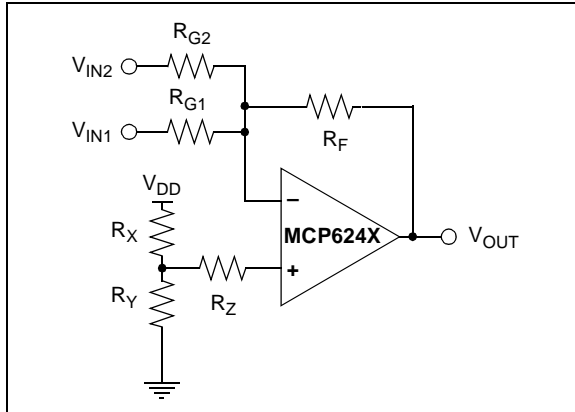 R_G2
V_IN2
R_G1
V_IN1
R_F
V_DD
R_X
–
MCP624X
V_OUT
+
R_Y
R_Z